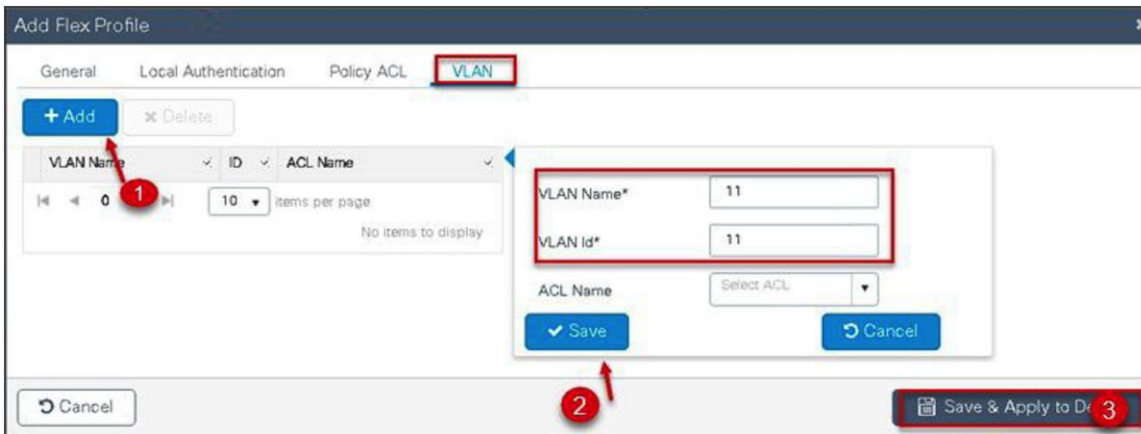 Add Flex Profile
General Local Authentication Policy ACL VLAN
+ Add × Delete
VLAN Name ID ACL Name
1
0 10 items per page
No items to display
VLAN Name* 11
VLAN Id* 11
ACL Name Select ACL
Save Cancel
2
Cancel
Save & Apply to De 3